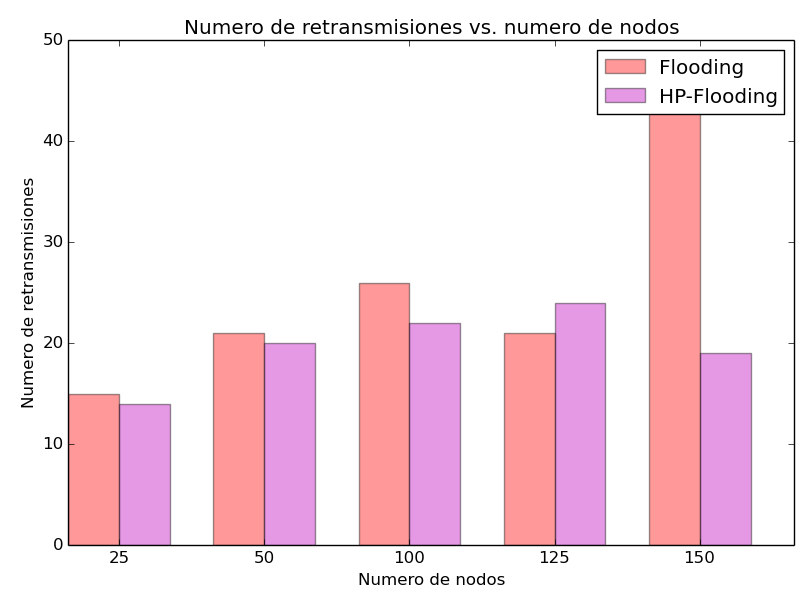 Numero de retransmisiones vs. numero de nodos
50
40
30
20
10
0
Numero de retransmisiones
Flooding
HP-Flooding
25 50 100 125 150
Numero de nodos